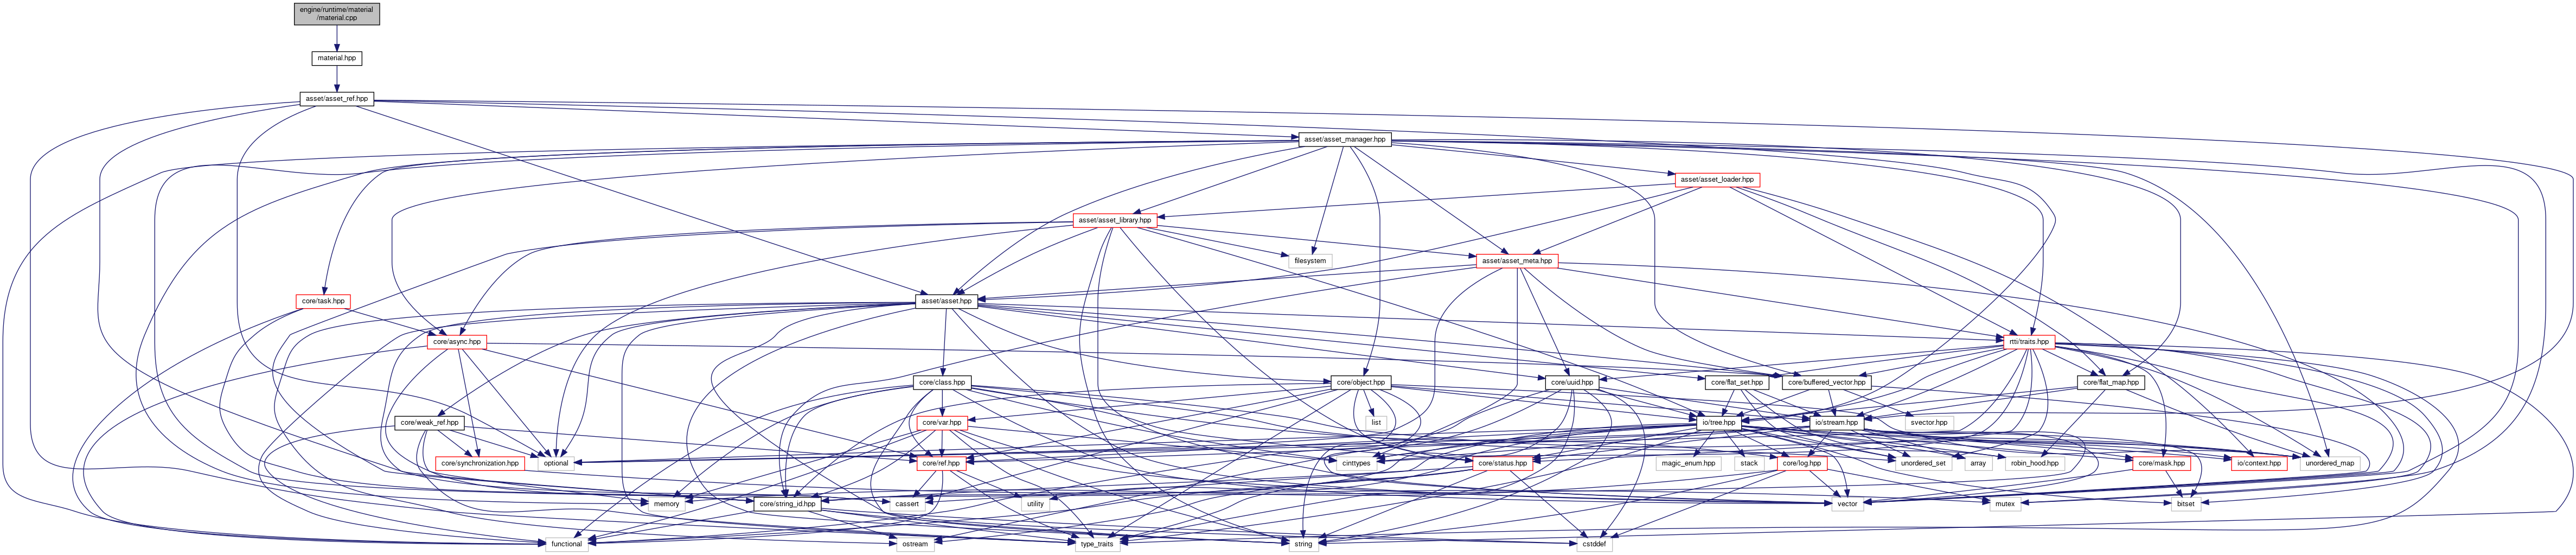 engine/runtime/material
/material.cpp
material.hpp
asset/asset_ref.hpp
asset/asset_manager.hpp
asset/asset_loader.hpp
asset/asset_library.hpp
filesystem
asset/asset_meta.hpp
core/task.hpp
asset/asset.hpp
core/async.hpp
rtti/traits.hpp
core/class.hpp
core/object.hpp
core/uuid.hpp
core/flat_set.hpp
core/buffered_vector.hpp
core/flat_map.hpp
core/weak_ref.hpp
core/var.hpp
list
io/tree.hpp
io/stream.hpp
svector.hpp
core/synchronization.hpp
optional
core/ref.hpp
cinttypes
core/status.hpp
magic_enum.hpp
stack
core/log.hpp
unordered_set
array
robin_hood.hpp
core/mask.hpp
io/context.hpp
unordered_map
memory
core/string_id.hpp
cassert
utility
vector
mutex
bitset
functional
ostream
type_traits
string
cstddef